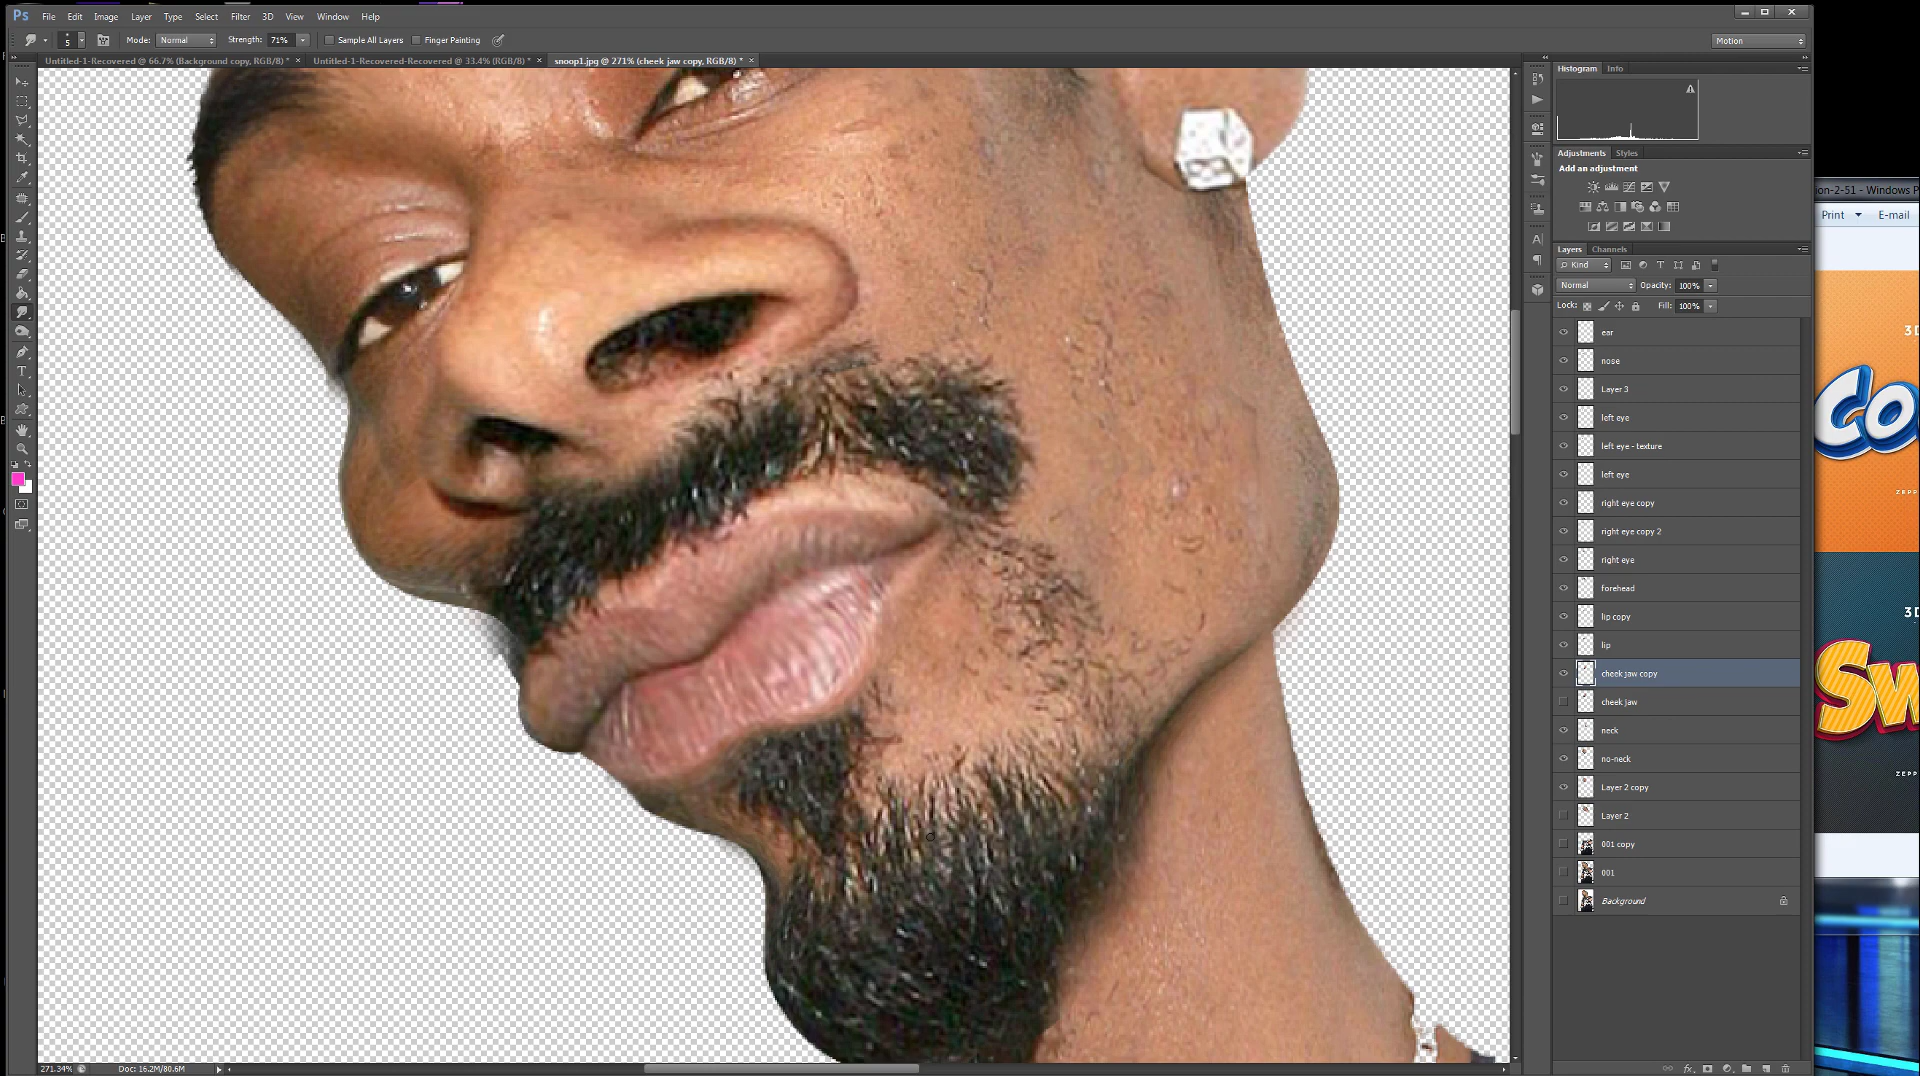 Ps File Edit Image Layer Type Select Filter 3D View Window Help
5 Mode: Normal Strength: 71% Sample All Layers Finger Painting Motion
Untitled-1-Recovered @ 66.7% (Background copy, RGB/8) * × Untitled-1-Recovered-Recovered @ 33.4% (RGB/8) * × snoop1.jpg @ 271% (cheek jaw copy, RGB/8) * ×
Histogram Info
Adjustments Styles
Add an adjustment
Layers Channels
Kind
Normal Opacity: 100%
Lock: Fill: 100%
ear
nose
Layer 3
left eye
left eye - texture
left eye
right eye copy
right eye copy 2
right eye
forehead
lip copy
lip
cheek jaw copy
cheek jaw
neck
no-neck
Layer 2 copy
Layer 2
001 copy
001
Background
271.34% Doc: 16.2M/80.6M
on-2-51 - Windows P
Print E-mail
3D
Co
ZEPP
3D
Sw
ZEPP